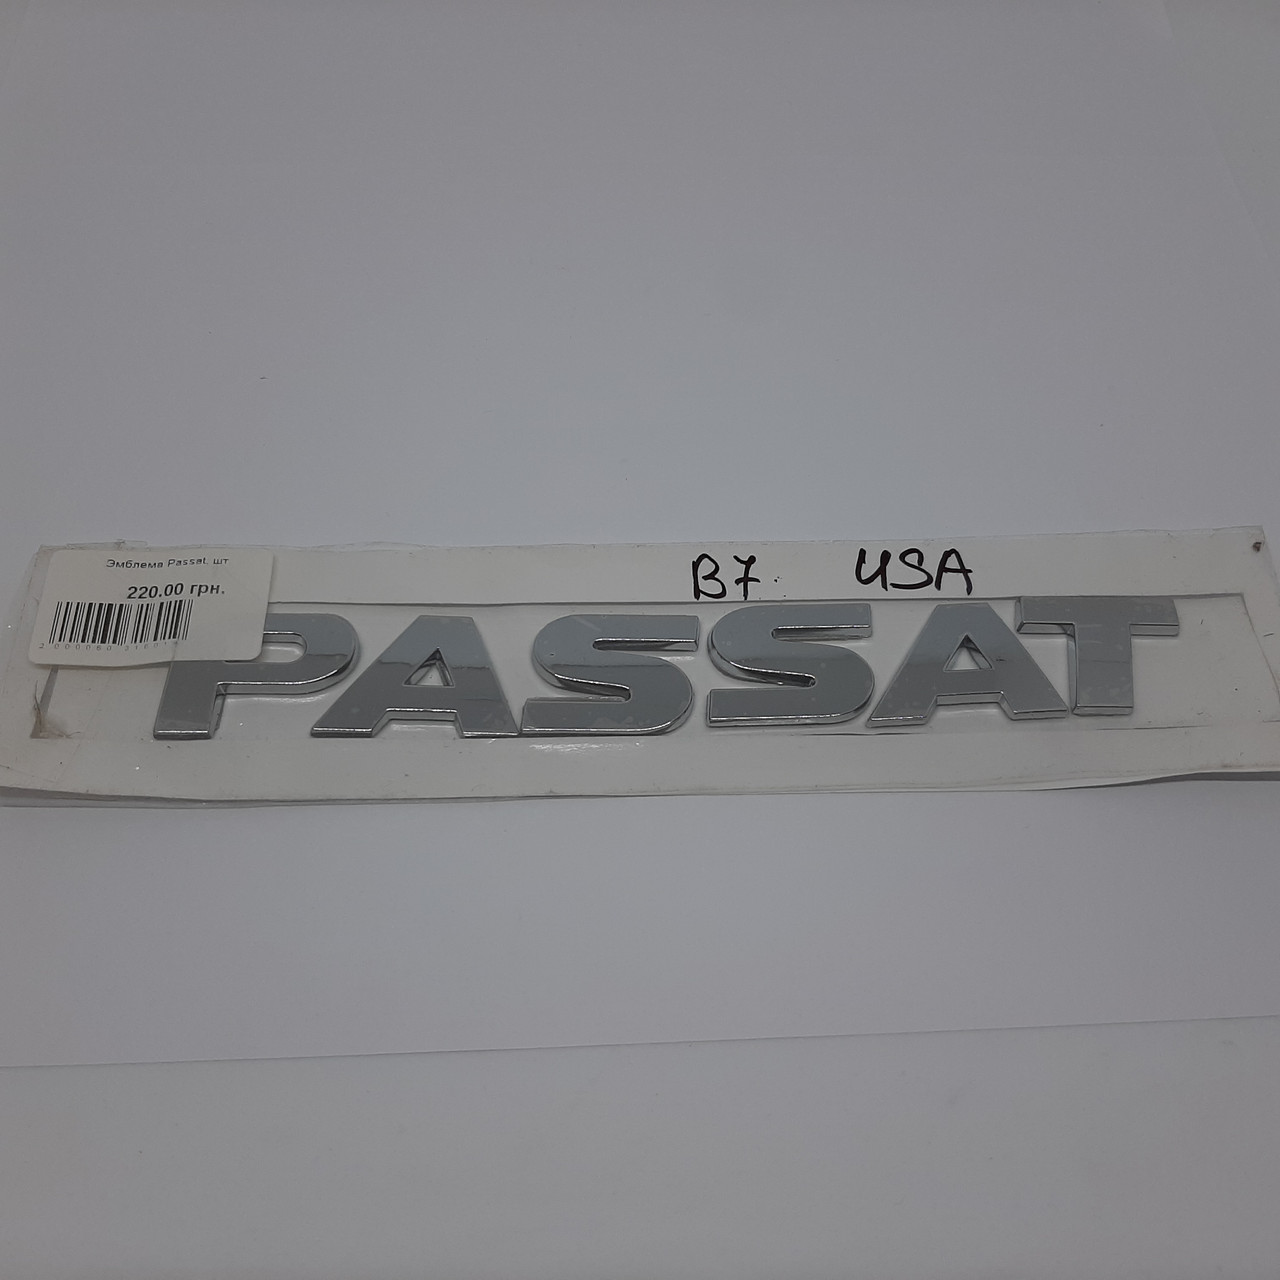 B7 USA
Эмблема Passat, шт
220.00 грн.
PASSAT